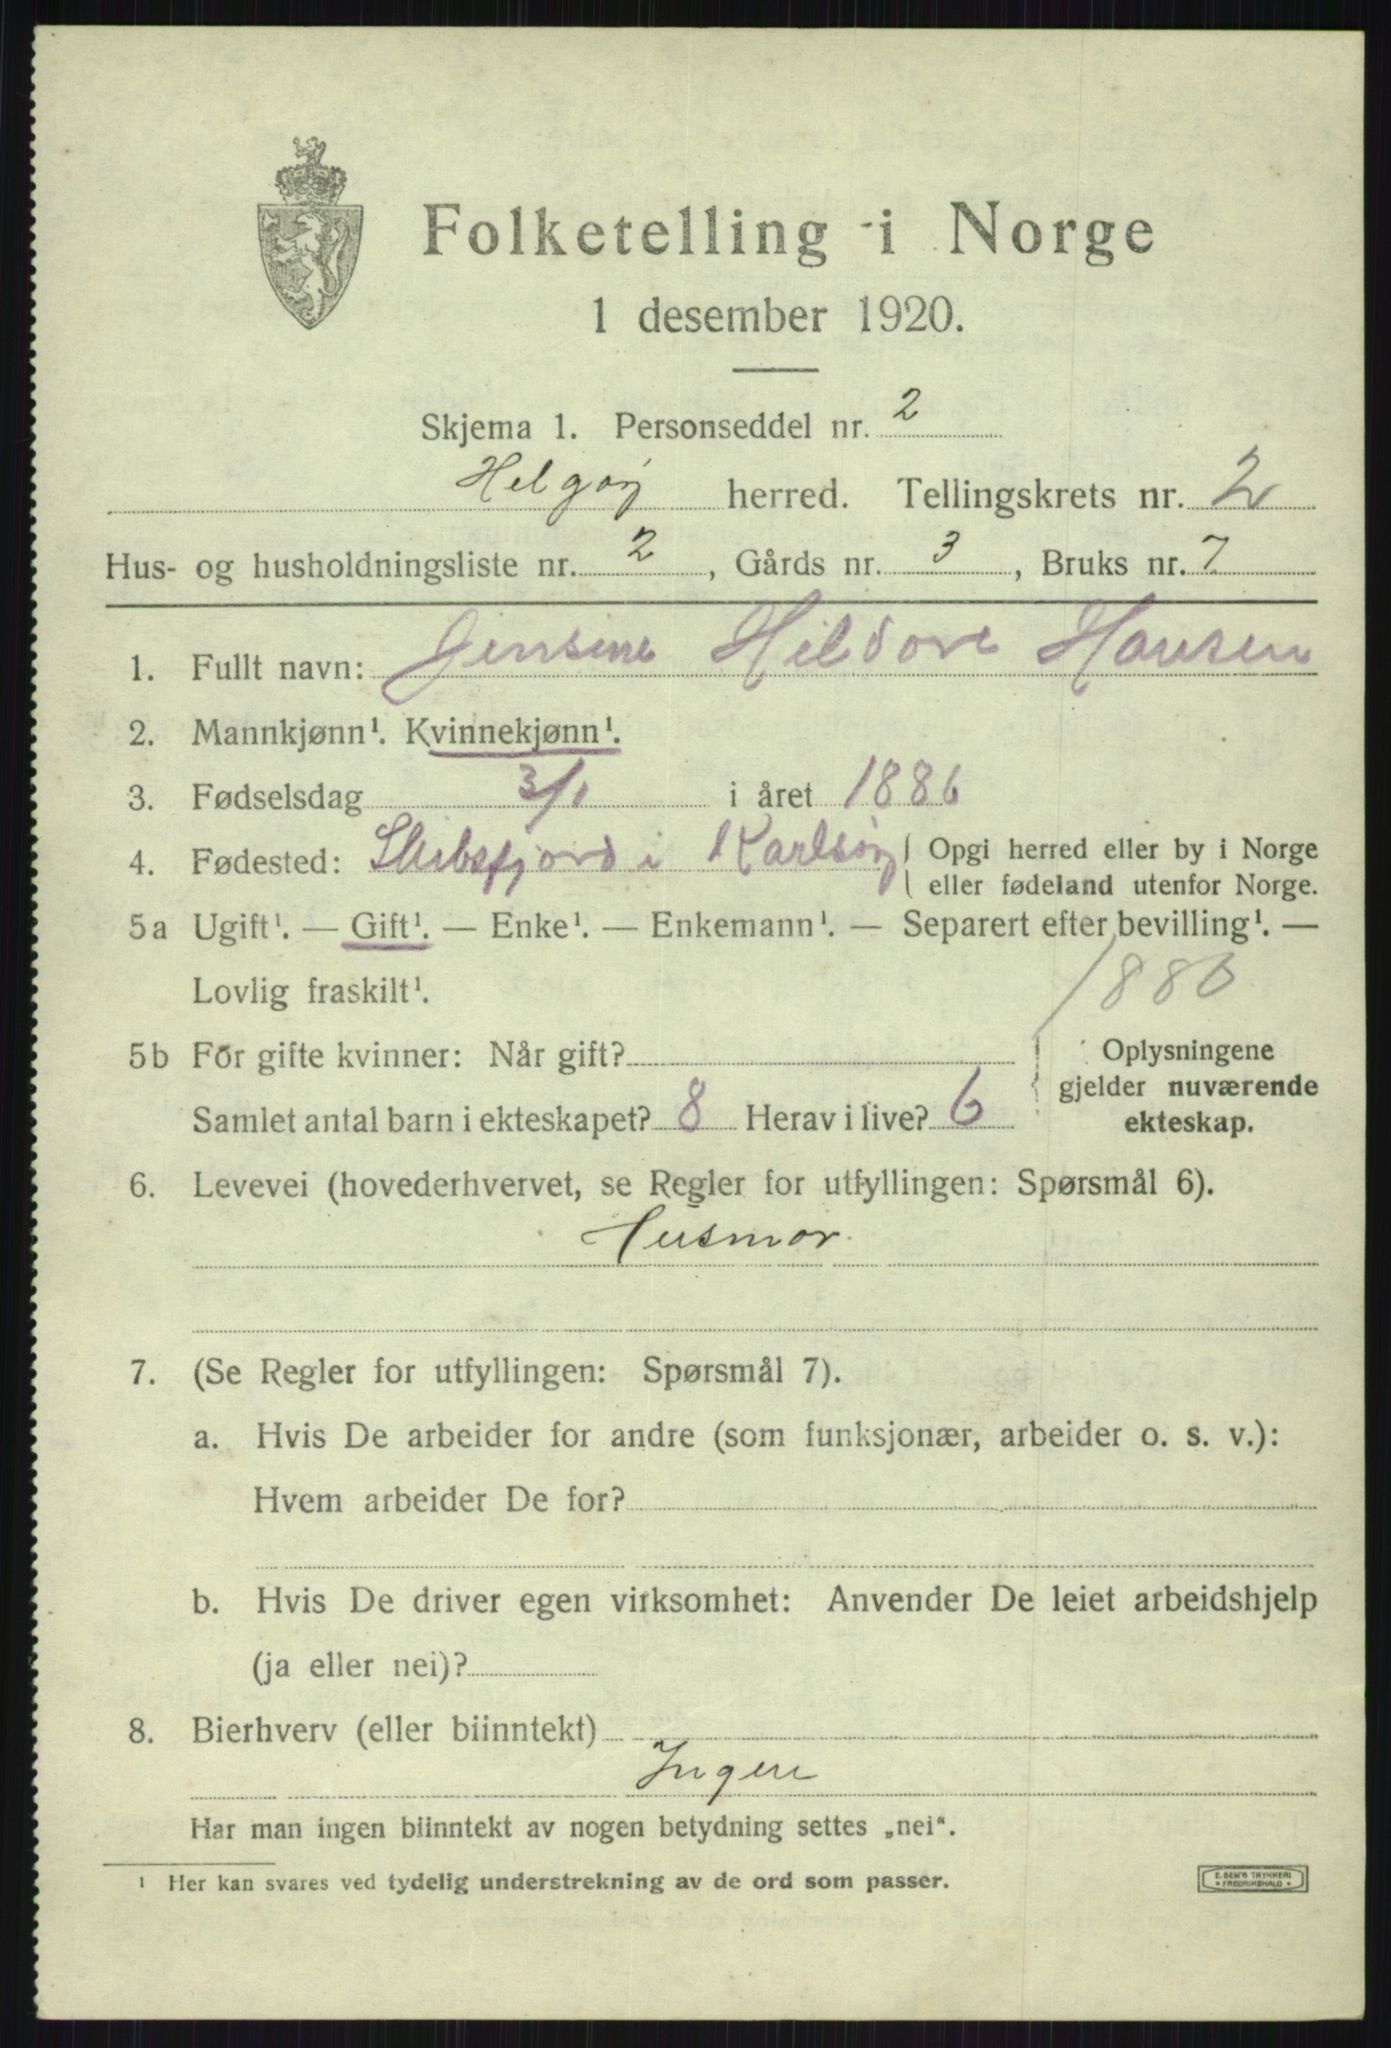 Folketelling i Norge
1 desember 1920.
Skjema 1. Personseddel nr. 2
Helgøy herred. Tellingskrets nr. 2
Hus- og husholdningsliste nr. 2, Gårds nr. 3, Bruks nr. 7
1. Fullt navn: Jensine Hildore Hansen
2. Mannkjønn¹. Kvinnekjønn¹.
3. Fødselsdag 3/1 i året 1886
4. Fødested: Skibsfjord i Karlsøy { Opgi herred eller by i Norge
eller fødeland utenfor Norge.
5a Ugift¹. — Gift¹. — Enke¹. — Enkemann¹. — Separert efter bevilling¹. —
Lovlig fraskilt¹. 1886
5b For gifte kvinner: Når gift? Oplysningene
gjelder nuværende
Samlet antal barn i ekteskapet? 8 Herav i live? 6 ekteskap.
6. Levevei (hovederhvervet, se Regler for utfyllingen: Spørsmål 6).
Husmor
7. (Se Regler for utfyllingen: Spørsmål 7).
a. Hvis De arbeider for andre (som funksjonær, arbeider o. s. v.):
Hvem arbeider De for?
b. Hvis De driver egen virksomhet: Anvender De leiet arbeidshjelp
(ja eller nei)?
8. Bierhverv (eller biinntekt)
Ingen
Har man ingen biinntekt av nogen betydning settes „nei“.
¹ Her kan svares ved tydelig understrekning av de ord som passer.
E. SEM'S TRYKKERI
• FREDRIKSHALD •